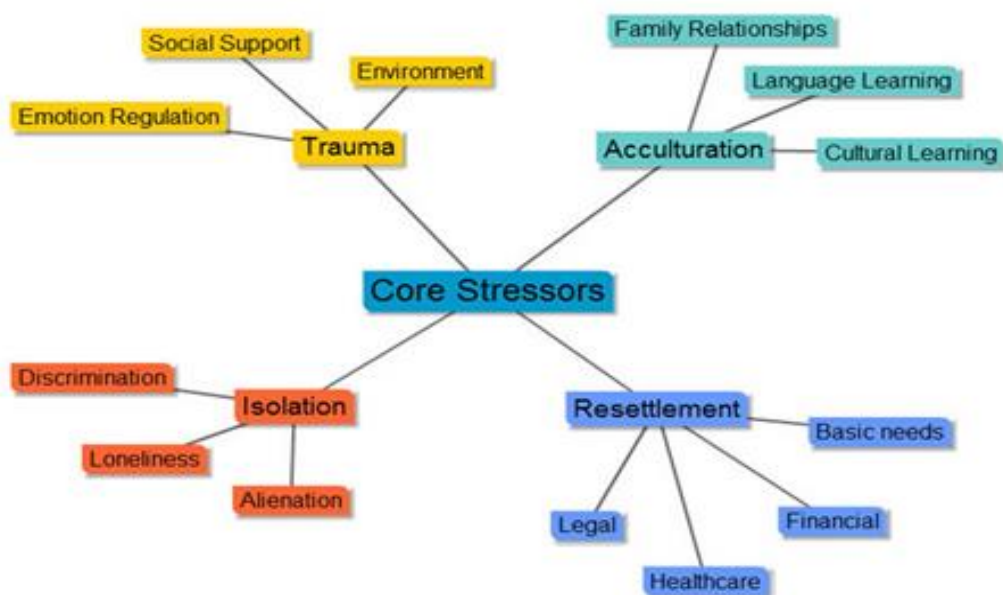 Family Relationships
Social Support
Environment
Language Learning
Emotion Regulation
Trauma
Acculturation
Cultural Learning
Core Stressors
Discrimination
Isolation
Resettlement
Basic needs
Loneliness
Alienation
Legal
Financial
Healthcare